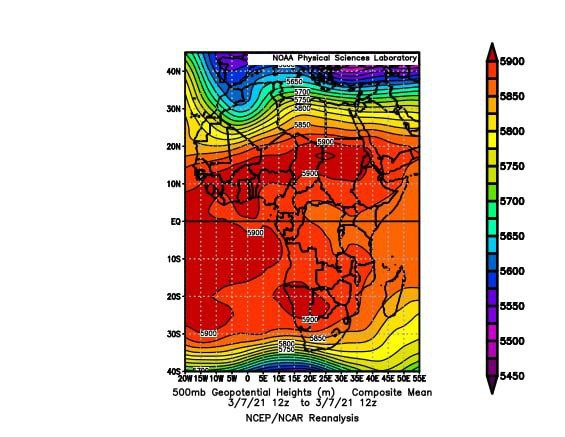 NOAA Physical Sciences Laboratory
40N
30N
20N
10N
EQ
10S
20S
30S
40S
5650
5700
5750
5800
5850
5900
5900
5900
5900
5900
5850
5800
5750
20W 15W 10W 5W 0 5E 10E 15E 20E 25E 30E 35E 40E 45E 50E 55E
5900
5850
5800
5750
5700
5650
5600
5550
5500
5450
500mb Geopotential Heights (m) Composite Mean
3/7/21 12z to 3/7/21 12z
NCEP/NCAR Reanalysis